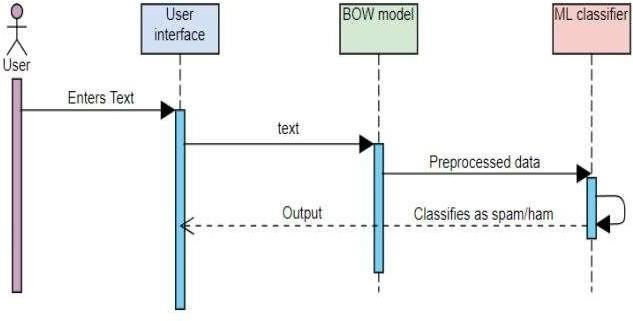 User
interface
BOW model
ML classifier
User
Enters Text
text
Preprocessed data
Output
Classifies as spam/ham